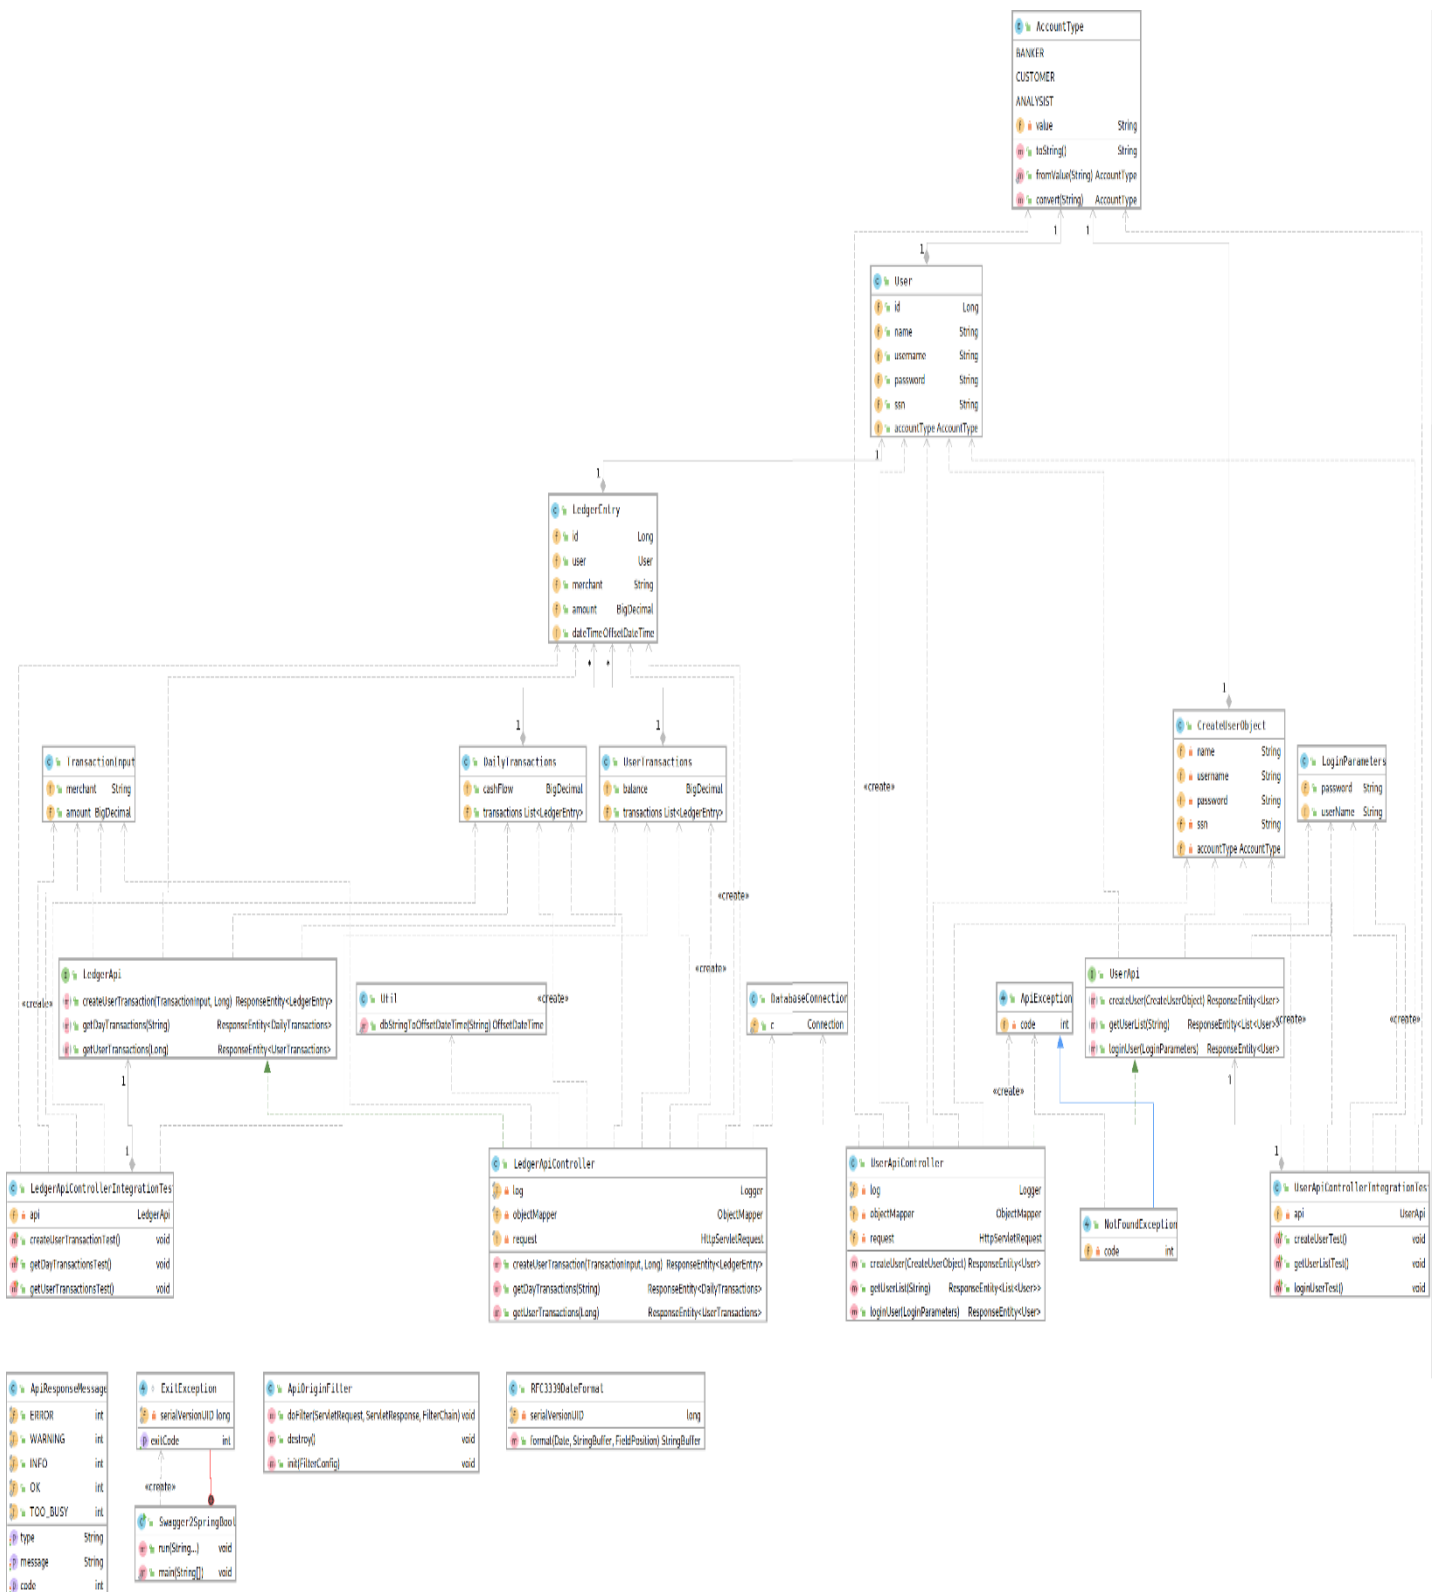 AccountType
BANKER
CUSTOMER
ANALYSIST
value String
toString() String
fromValue(String) AccountType
convert(String) AccountType
1 1
1
User
id Long
name String
username String
password String
ssn String
accountType AccountType
1
1
LedgerEntry
id Long
user User
merchant String
amount BigDecimal
dateTime OffsetDateTime
* *
1 1
1
TransactionInput
merchant String
amount BigDecimal
DailyTransactions
cashFlow BigDecimal
transactions List<LedgerEntry>
UserTransactions
balance BigDecimal
transactions List<LedgerEntry>
CreateUserObject
name String
username String
password String
ssn String
accountType AccountType
LoginParameters
password String
userName String
«create»
«create»
«create»
LedgerApi
createUserTransaction(TransactionInput, Long) ResponseEntity<LedgerEntry>
getDayTransactions(String) ResponseEntity<DailyTransactions>
getUserTransactions(Long) ResponseEntity<UserTransactions>
«create»
Util
dbStringToOffsetDateTime(String) OffsetDateTime
«create»
DatabaseConnection
c Connection
ApiException
code int
UserApi
createUser(CreateUserObject) ResponseEntity<User>
getUserList(String) ResponseEntity<List<User>>
loginUser(LoginParameters) ResponseEntity<User>
«create»
«create»
1
1
«create»
1
1
LedgerApiControllerIntegrationTest
api LedgerApi
createUserTransactionTest() void
getDayTransactionsTest() void
getUserTransactionsTest() void
LedgerApiController
log Logger
objectMapper ObjectMapper
request HttpServletRequest
createUserTransaction(TransactionInput, Long) ResponseEntity<LedgerEntry>
getDayTransactions(String) ResponseEntity<DailyTransactions>
getUserTransactions(Long) ResponseEntity<UserTransactions>
UserApiController
log Logger
objectMapper ObjectMapper
request HttpServletRequest
createUser(CreateUserObject) ResponseEntity<User>
getUserList(String) ResponseEntity<List<User>>
loginUser(LoginParameters) ResponseEntity<User>
NotFoundException
code int
UserApiControllerIntegrationTest
api UserApi
createUserTest() void
getUserListTest() void
loginUserTest() void
ApiResponseMessage
ERROR int
WARNING int
INFO int
OK int
TOO_BUSY int
type String
message String
code int
ExitException
serialVersionUID long
exitCode int
«create»
Swagger2SpringBoot
run(String...) void
main(String[]) void
ApiOriginFilter
doFilter(ServletRequest, ServletResponse, FilterChain) void
destroy() void
init(FilterConfig) void
RFC3339DateFormat
serialVersionUID long
format(Date, StringBuffer, FieldPosition) StringBuffer